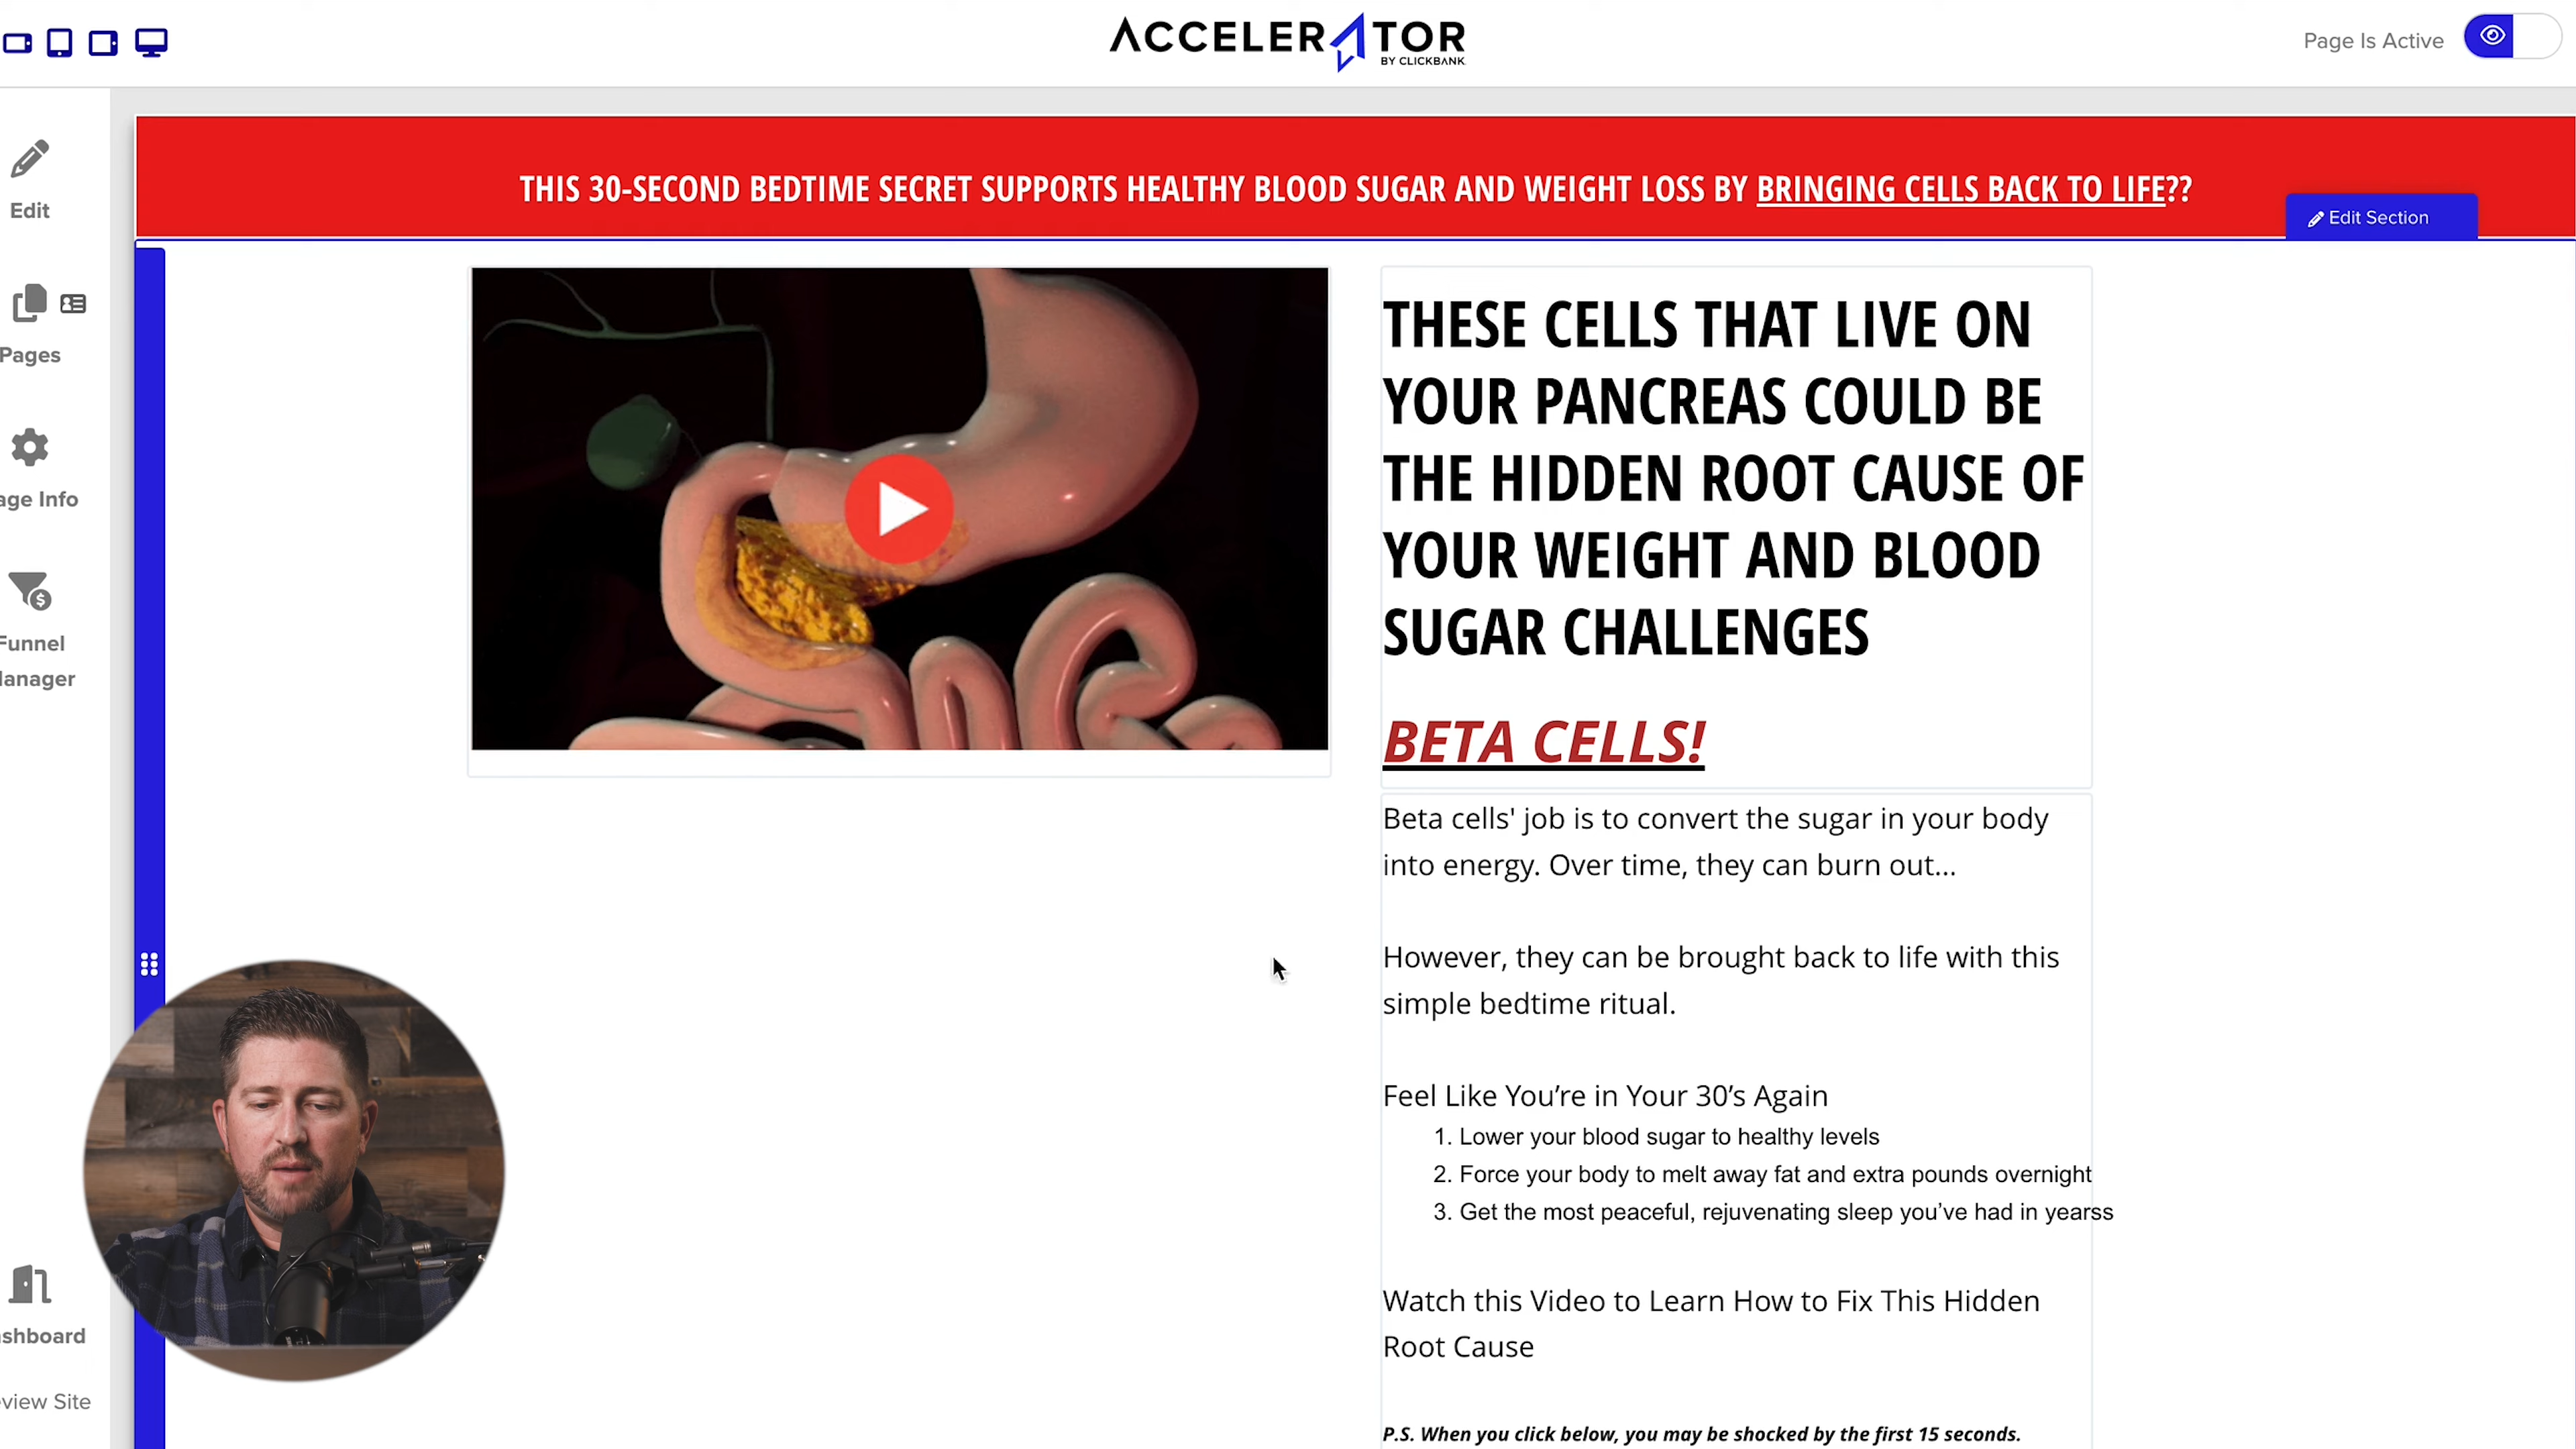 ACCELERATOR
BY CLICKBANK
Page Is Active
Edit
Pages
age Info
Funnel
anager
shboard
view Site
THIS 30-SECOND BEDTIME SECRET SUPPORTS HEALTHY BLOOD SUGAR AND WEIGHT LOSS BY BRINGING CELLS BACK TO LIFE??
Edit Section
THESE CELLS THAT LIVE ON
YOUR PANCREAS COULD BE
THE HIDDEN ROOT CAUSE OF
YOUR WEIGHT AND BLOOD
SUGAR CHALLENGES
BETA CELLS!
Beta cells' job is to convert the sugar in your body
into energy. Over time, they can burn out...
However, they can be brought back to life with this
simple bedtime ritual.
Feel Like You’re in Your 30’s Again
1. Lower your blood sugar to healthy levels
2. Force your body to melt away fat and extra pounds overnight
3. Get the most peaceful, rejuvenating sleep you’ve had in yearss
Watch this Video to Learn How to Fix This Hidden
Root Cause
P.S. When you click below, you may be shocked by the first 15 seconds.